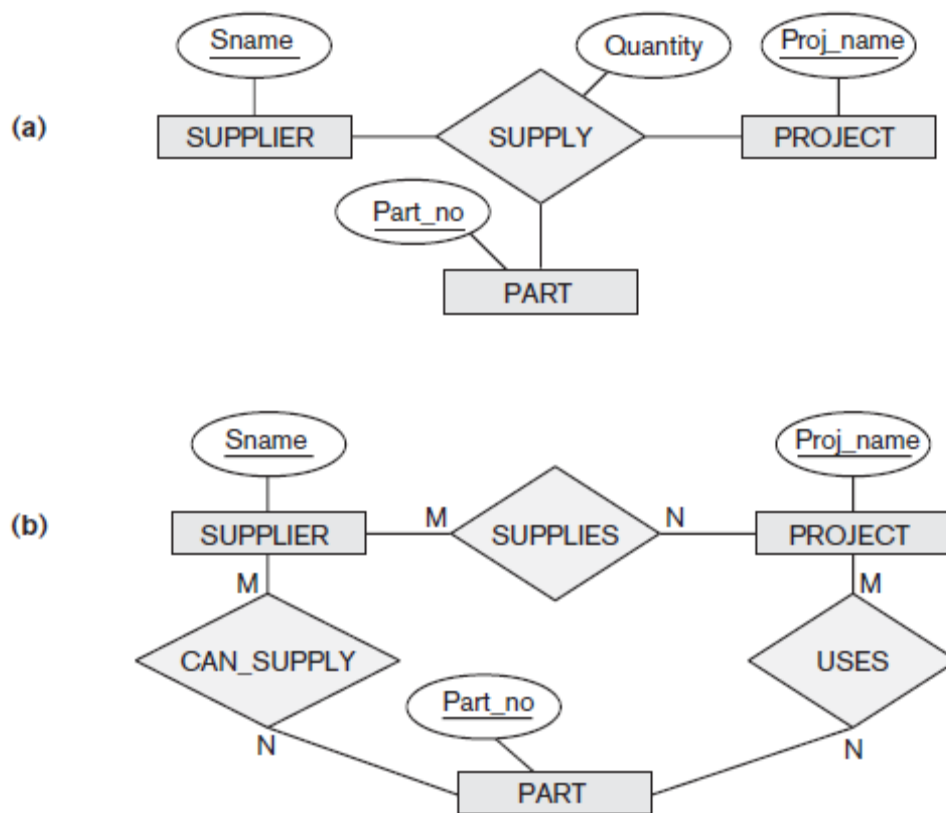 Sname
Quantity
Proj_name
(a)
SUPPLIER
SUPPLY
PROJECT
Part_no
PART
Sname
Proj_name
(b)
SUPPLIER
M
SUPPLIES
N
PROJECT
M
M
CAN_SUPPLY
USES
Part_no
N
N
PART